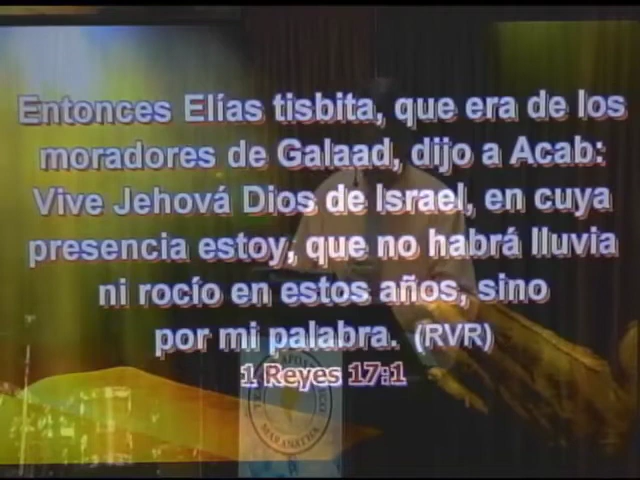 Entonces Elías tisbita, que era de los
moradores de Galaad, dijo a Acab:
Vive Jehová Dios de Israel, en cuya
presencia estoy, que no habrá lluvia
ni rocío en estos años, sino
por mi palabra. (RVR)
1 Reyes 17:1
MARANATHA